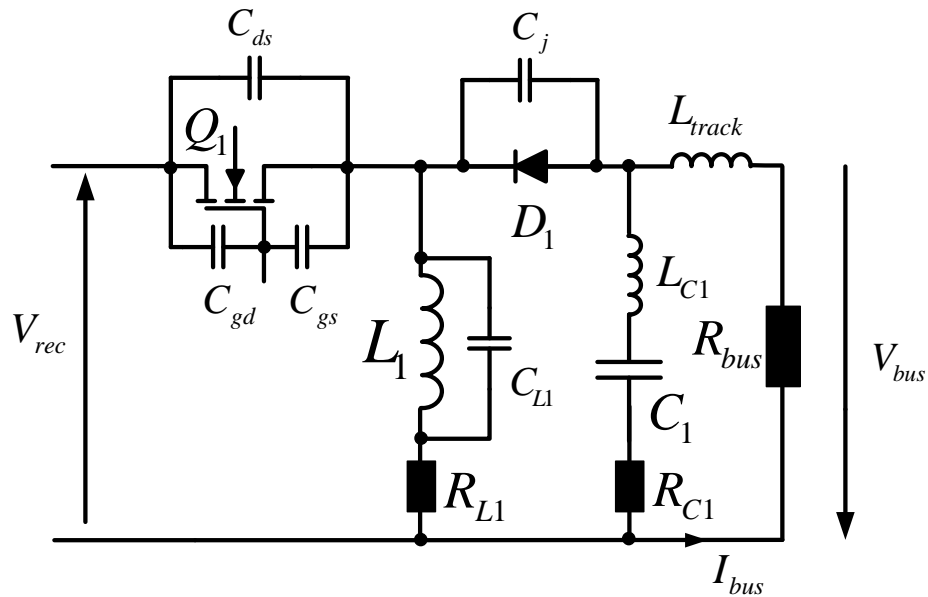 C_ds
C_j
L_track
Q_1
D_1
L_C1
C_gd
C_gs
V_rec
L_1
C_L1
R_bus
V_bus
C_1
R_L1
R_C1
I_bus